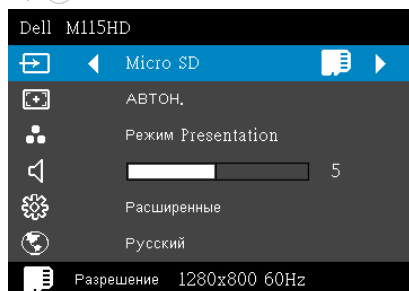 Dell M115HD
Micro SD
АВТОН.
Режим Presentation
5
Расширенные
Русский
Разрешение 1280x800 60Hz